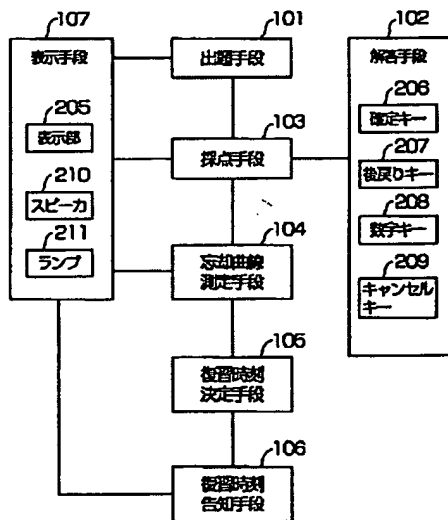 107
表示手段
205
表示部
210
スピーカ
211
ランプ
101
出題手段
103
採点手段
104
忘却曲線
測定手段
105
復習時刻
決定手段
106
復習時刻
告知手段
102
解答手段
206
確定キー
207
後戻りキー
208
数字キー
209
キャンセル
キー